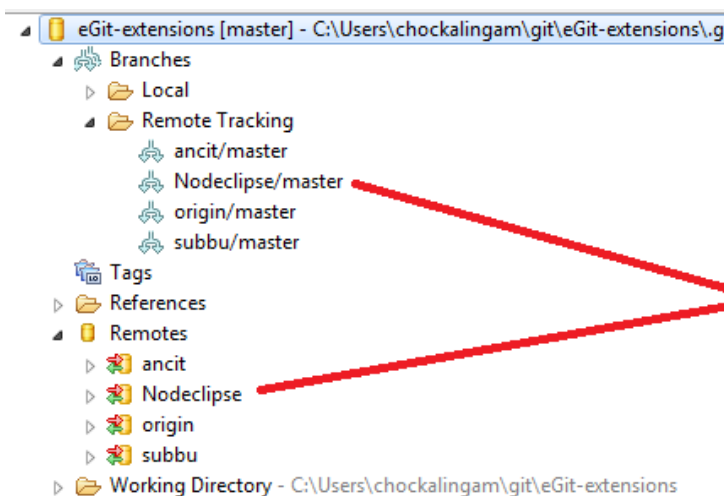 eGit-extensions [master] - C:\Users\chockalingam\git\eGit-extensions\.g
Branches
Local
Remote Tracking
ancit/master
Nodeclipse/master
origin/master
subbu/master
Tags
References
Remotes
ancit
Nodeclipse
origin
subbu
Working Directory - C:\Users\chockalingam\git\eGit-extensions